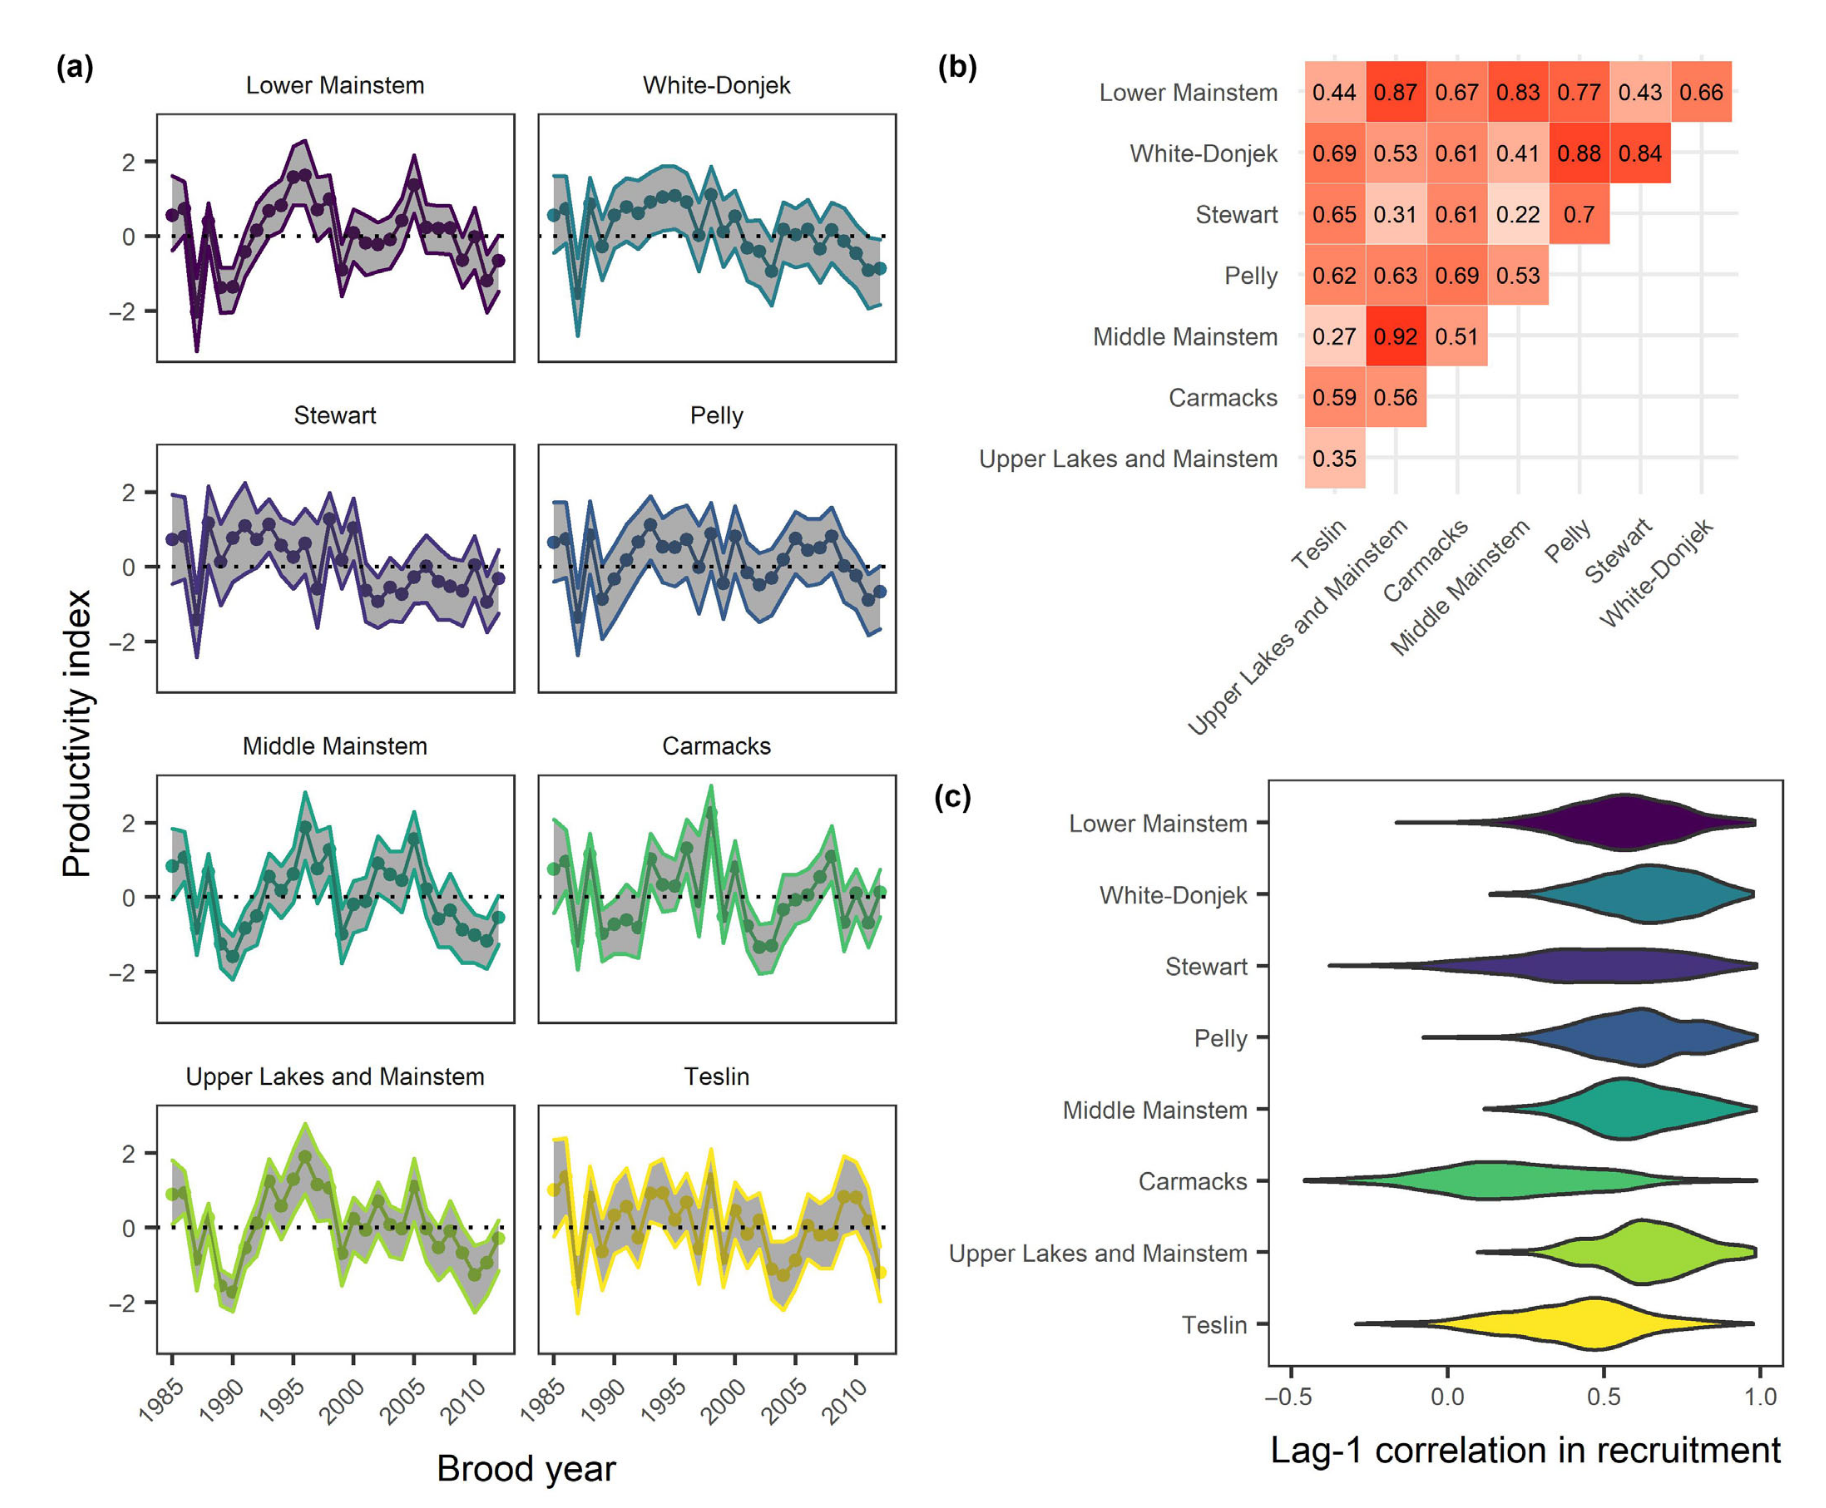 (a)
Lower Mainstem
White-Donjek
2
0
−2
Stewart
Pelly
2
0
−2
Middle Mainstem
Carmacks
2
0
−2
Upper Lakes and Mainstem
Teslin
2
0
−2
1985 1990 1995 2000 2005 2010
1985 1990 1995 2000 2005 2010
Productivity index
Brood year
(b)
Lower Mainstem 0.44 0.87 0.67 0.83 0.77 0.43 0.66
White-Donjek 0.69 0.53 0.61 0.41 0.88 0.84
Stewart 0.65 0.31 0.61 0.22 0.7
Pelly 0.62 0.63 0.69 0.53
Middle Mainstem 0.27 0.92 0.51
Carmacks 0.59 0.56
Upper Lakes and Mainstem 0.35
Teslin
Upper Lakes and Mainstem
Carmacks
Middle Mainstem
Pelly
Stewart
White-Donjek
(c)
Lower Mainstem
White-Donjek
Stewart
Pelly
Middle Mainstem
Carmacks
Upper Lakes and Mainstem
Teslin
−0.5 0.0 0.5 1.0
Lag-1 correlation in recruitment